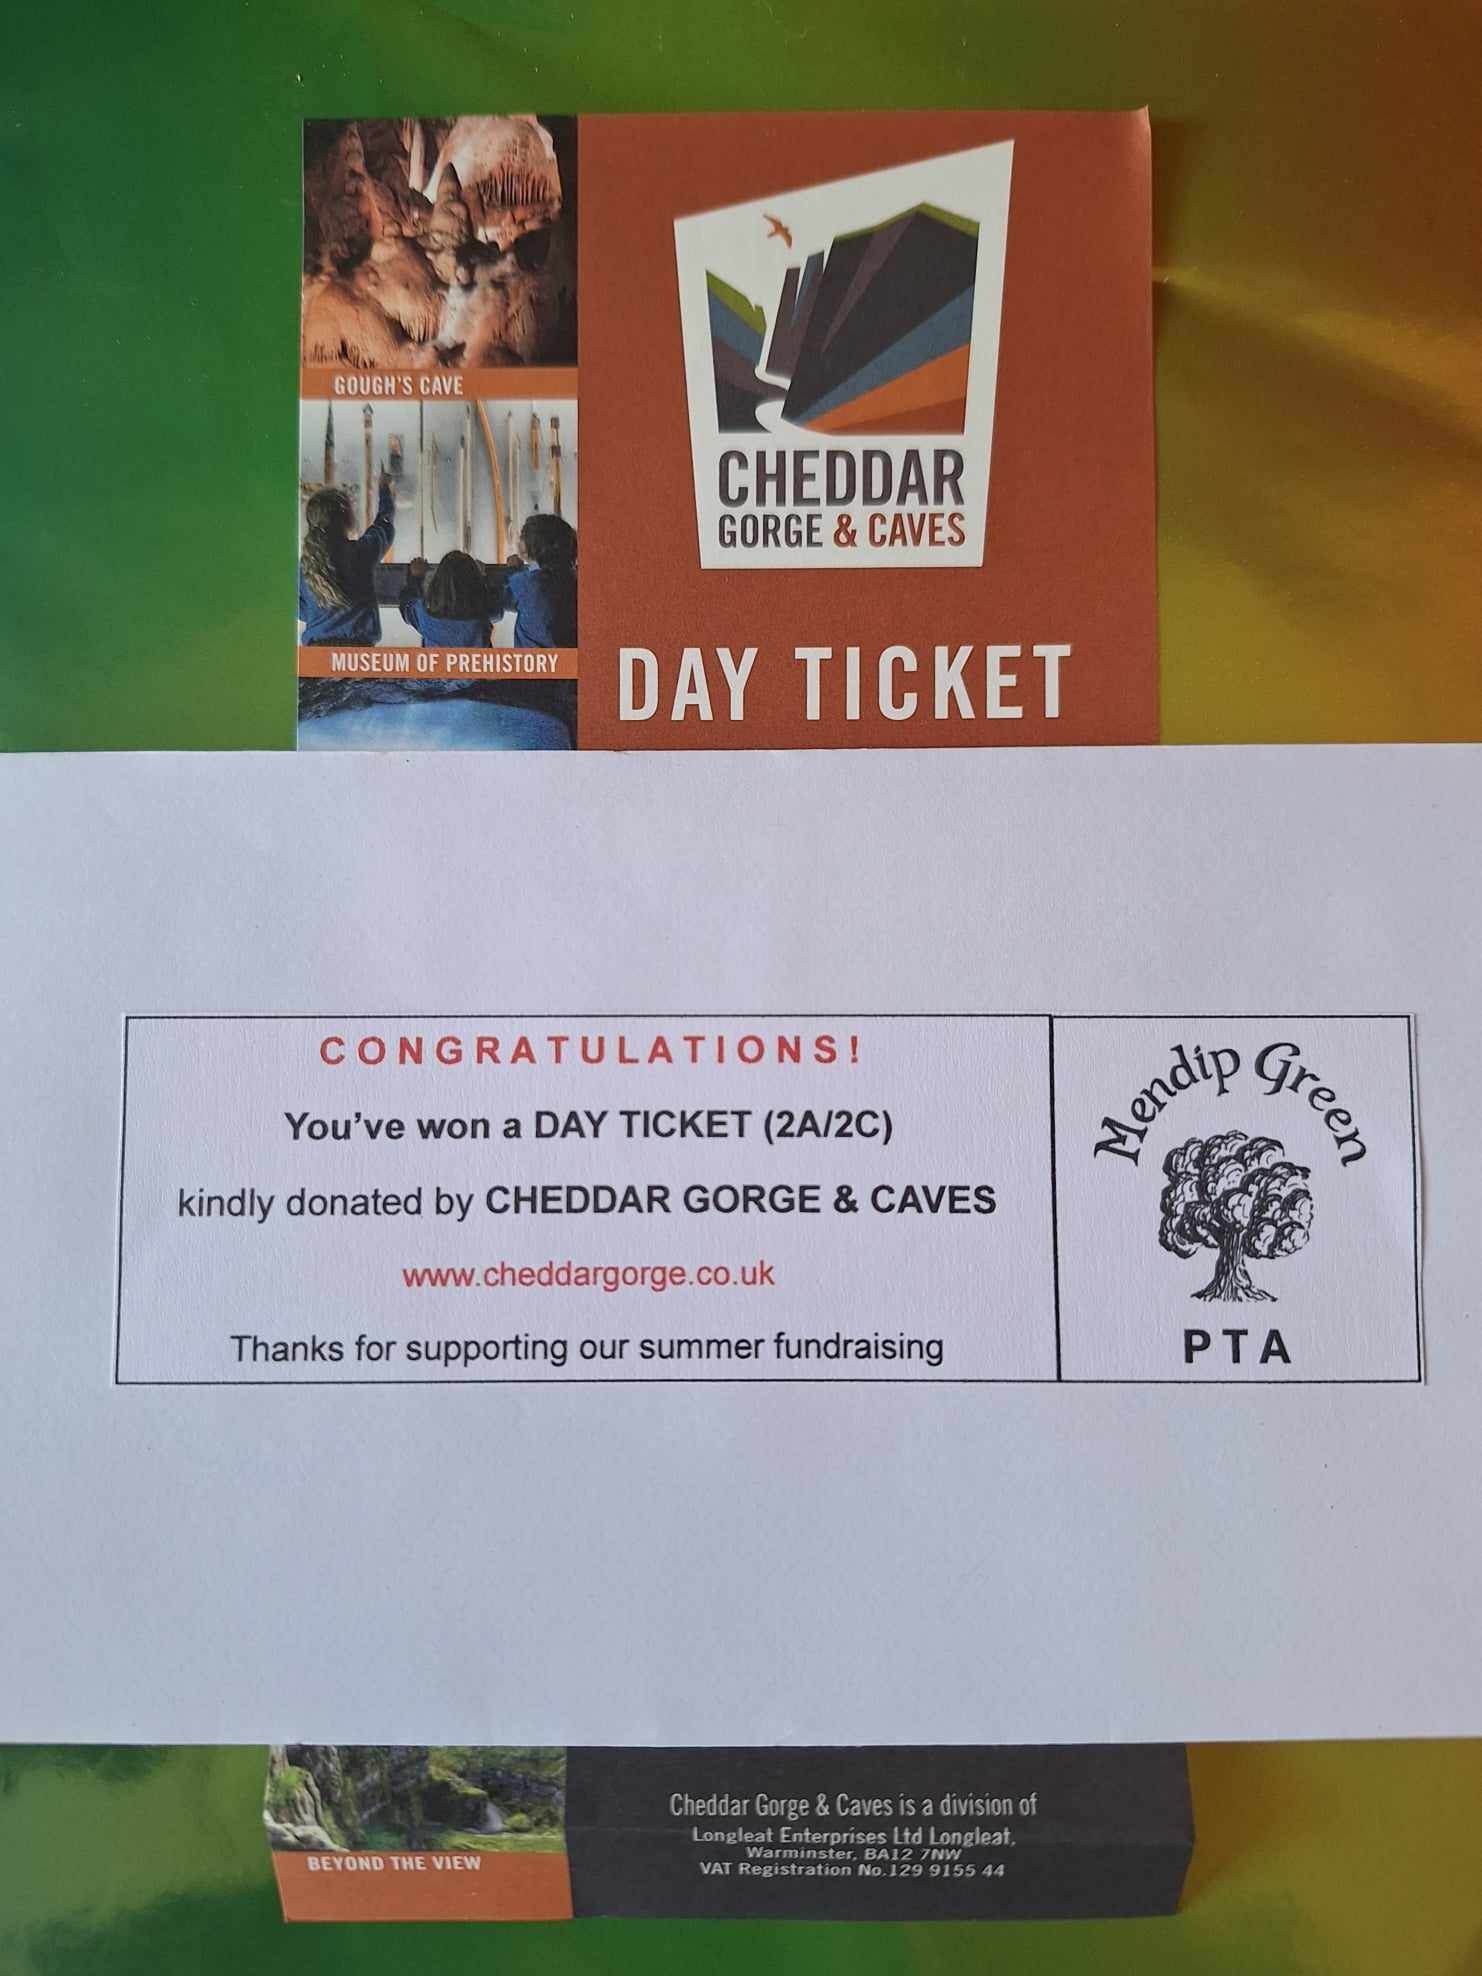 GOUGH'S CAVE
MUSEUM OF PREHISTORY
CHEDDAR
GORGE & CAVES
DAY TICKET
CONGRATULATIONS!
You've won a DAY TICKET (2A/2C)
kindly donated by CHEDDAR GORGE & CAVES
www.cheddargorge.co.uk
Thanks for supporting our summer fundraising
Mendip Green
PTA
BEYOND THE VIEW
Cheddar Gorge & Caves is a division of
Longleat Enterprises Ltd Longleat,
Warminster, BA12 7NW
VAT Registration No.129 9155 44